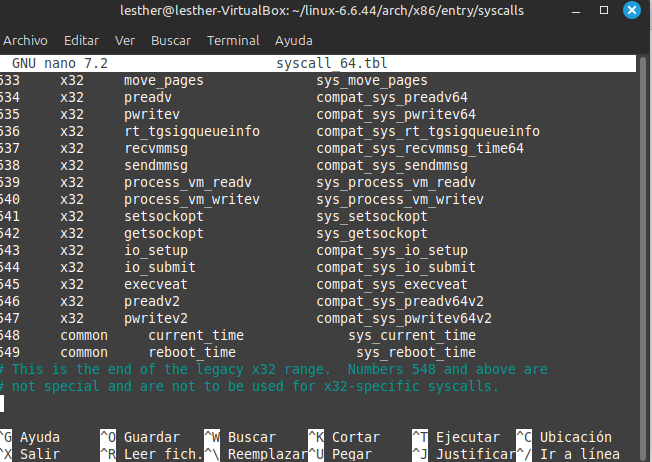 lesther@lesther-VirtualBox: ~/linux-6.6.44/arch/x86/entry/syscalls
Archivo Editar Ver Buscar Terminal Ayuda
GNU nano 7.2 syscall_64.tbl
533 x32 move_pages sys_move_pages
534 x32 preadv compat_sys_preadv64
535 x32 pwritev compat_sys_pwritev64
536 x32 rt_tgsigqueueinfo compat_sys_rt_tgsigqueueinfo
537 x32 recvmmsg compat_sys_recvmmsg_time64
538 x32 sendmmsg compat_sys_sendmmsg
539 x32 process_vm_readv sys_process_vm_readv
540 x32 process_vm_writev sys_process_vm_writev
541 x32 setsockopt sys_setsockopt
542 x32 getsockopt sys_getsockopt
543 x32 io_setup compat_sys_io_setup
544 x32 io_submit compat_sys_io_submit
545 x32 execveat compat_sys_execveat
546 x32 preadv2 compat_sys_preadv64v2
547 x32 pwritev2 compat_sys_pwritev64v2
548 common current_time sys_current_time
549 common reboot_time sys_reboot_time
# This is the end of the legacy x32 range. Numbers 548 and above are
# not special and are not to be used for x32-specific syscalls.
^G Ayuda ^O Guardar ^W Buscar ^K Cortar ^T Ejecutar ^C Ubicación
^X Salir ^R Leer fich. ^\ Reemplazar ^U Pegar ^J Justificar ^/ Ir a línea